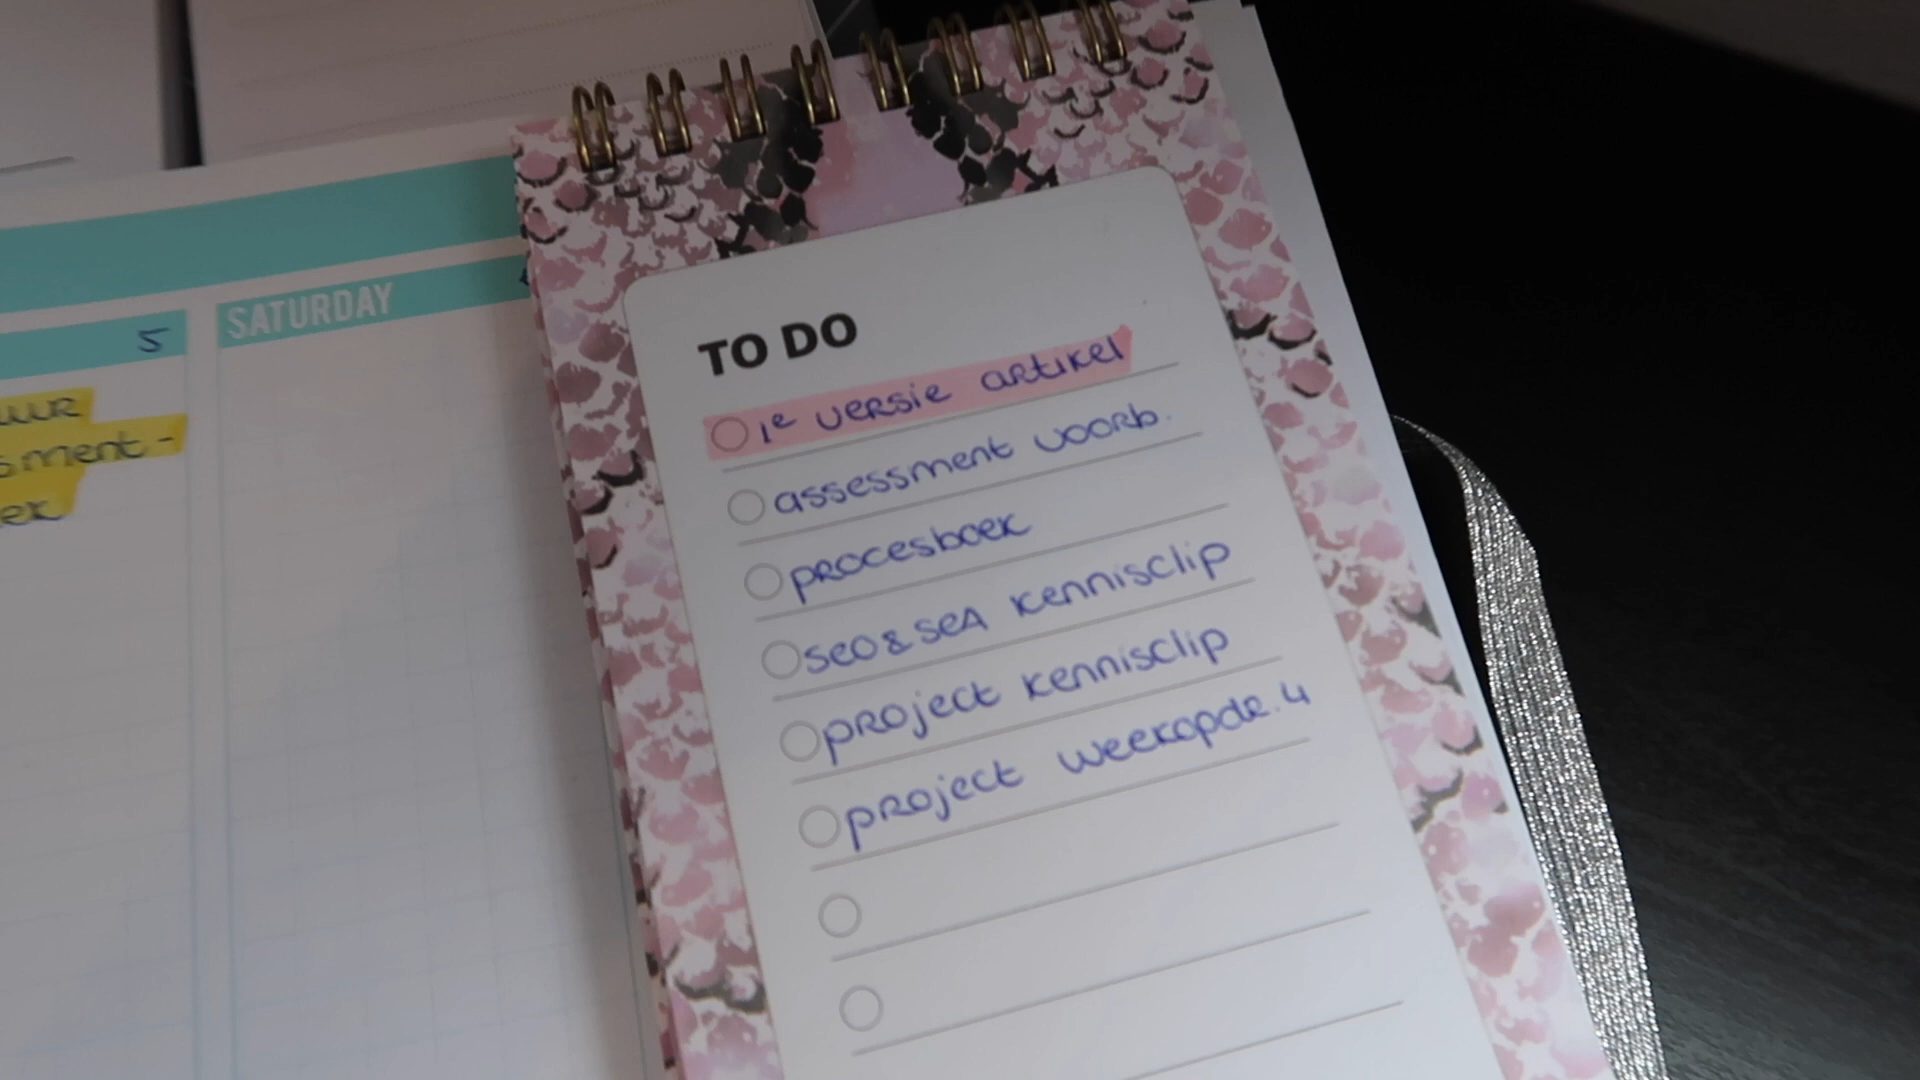 SATURDAY
5
TO DO
1e versie artikel
assessment voorb.
procesboek
seo & sea kennisclip
project kennisclip
project weekopdr. 4